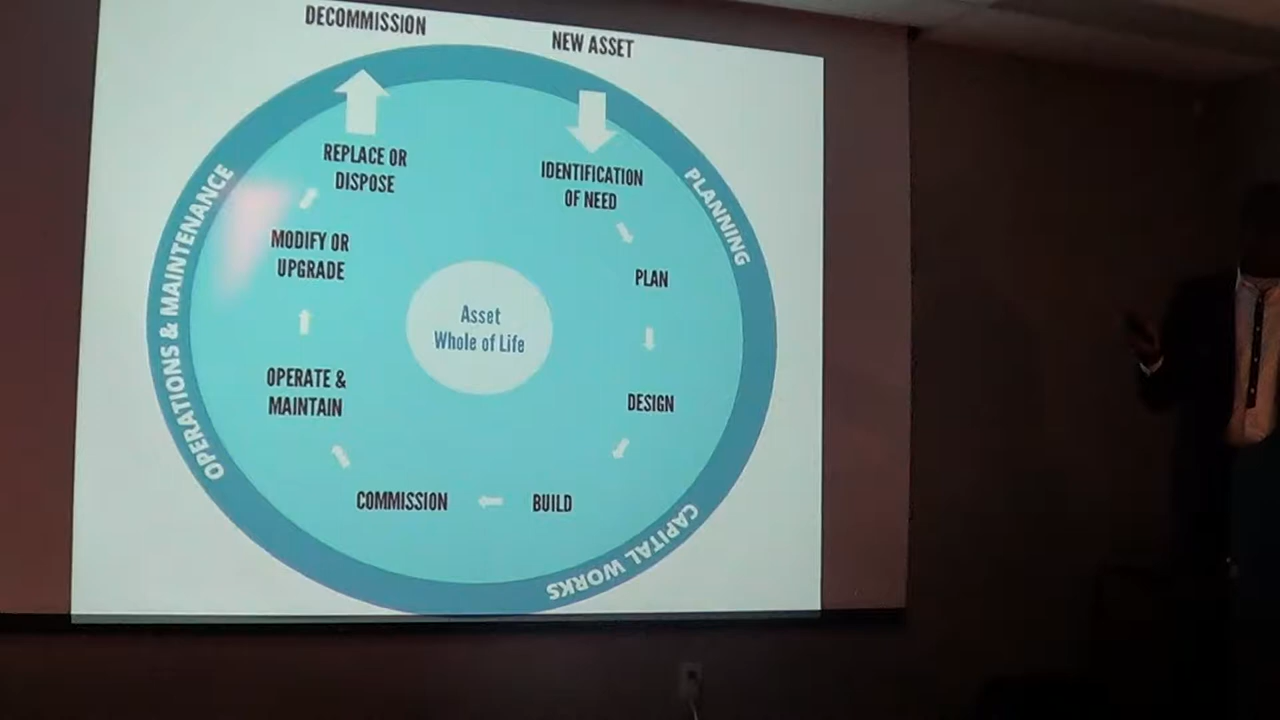 DECOMMISSION
NEW ASSET
REPLACE OR
DISPOSE
IDENTIFICATION
OF NEED
PLANNING
MODIFY OR
UPGRADE
PLAN
OPERATIONS & MAINTENANCE
Asset
Whole of Life
OPERATE &
MAINTAIN
DESIGN
COMMISSION
BUILD
CAPITAL WORKS